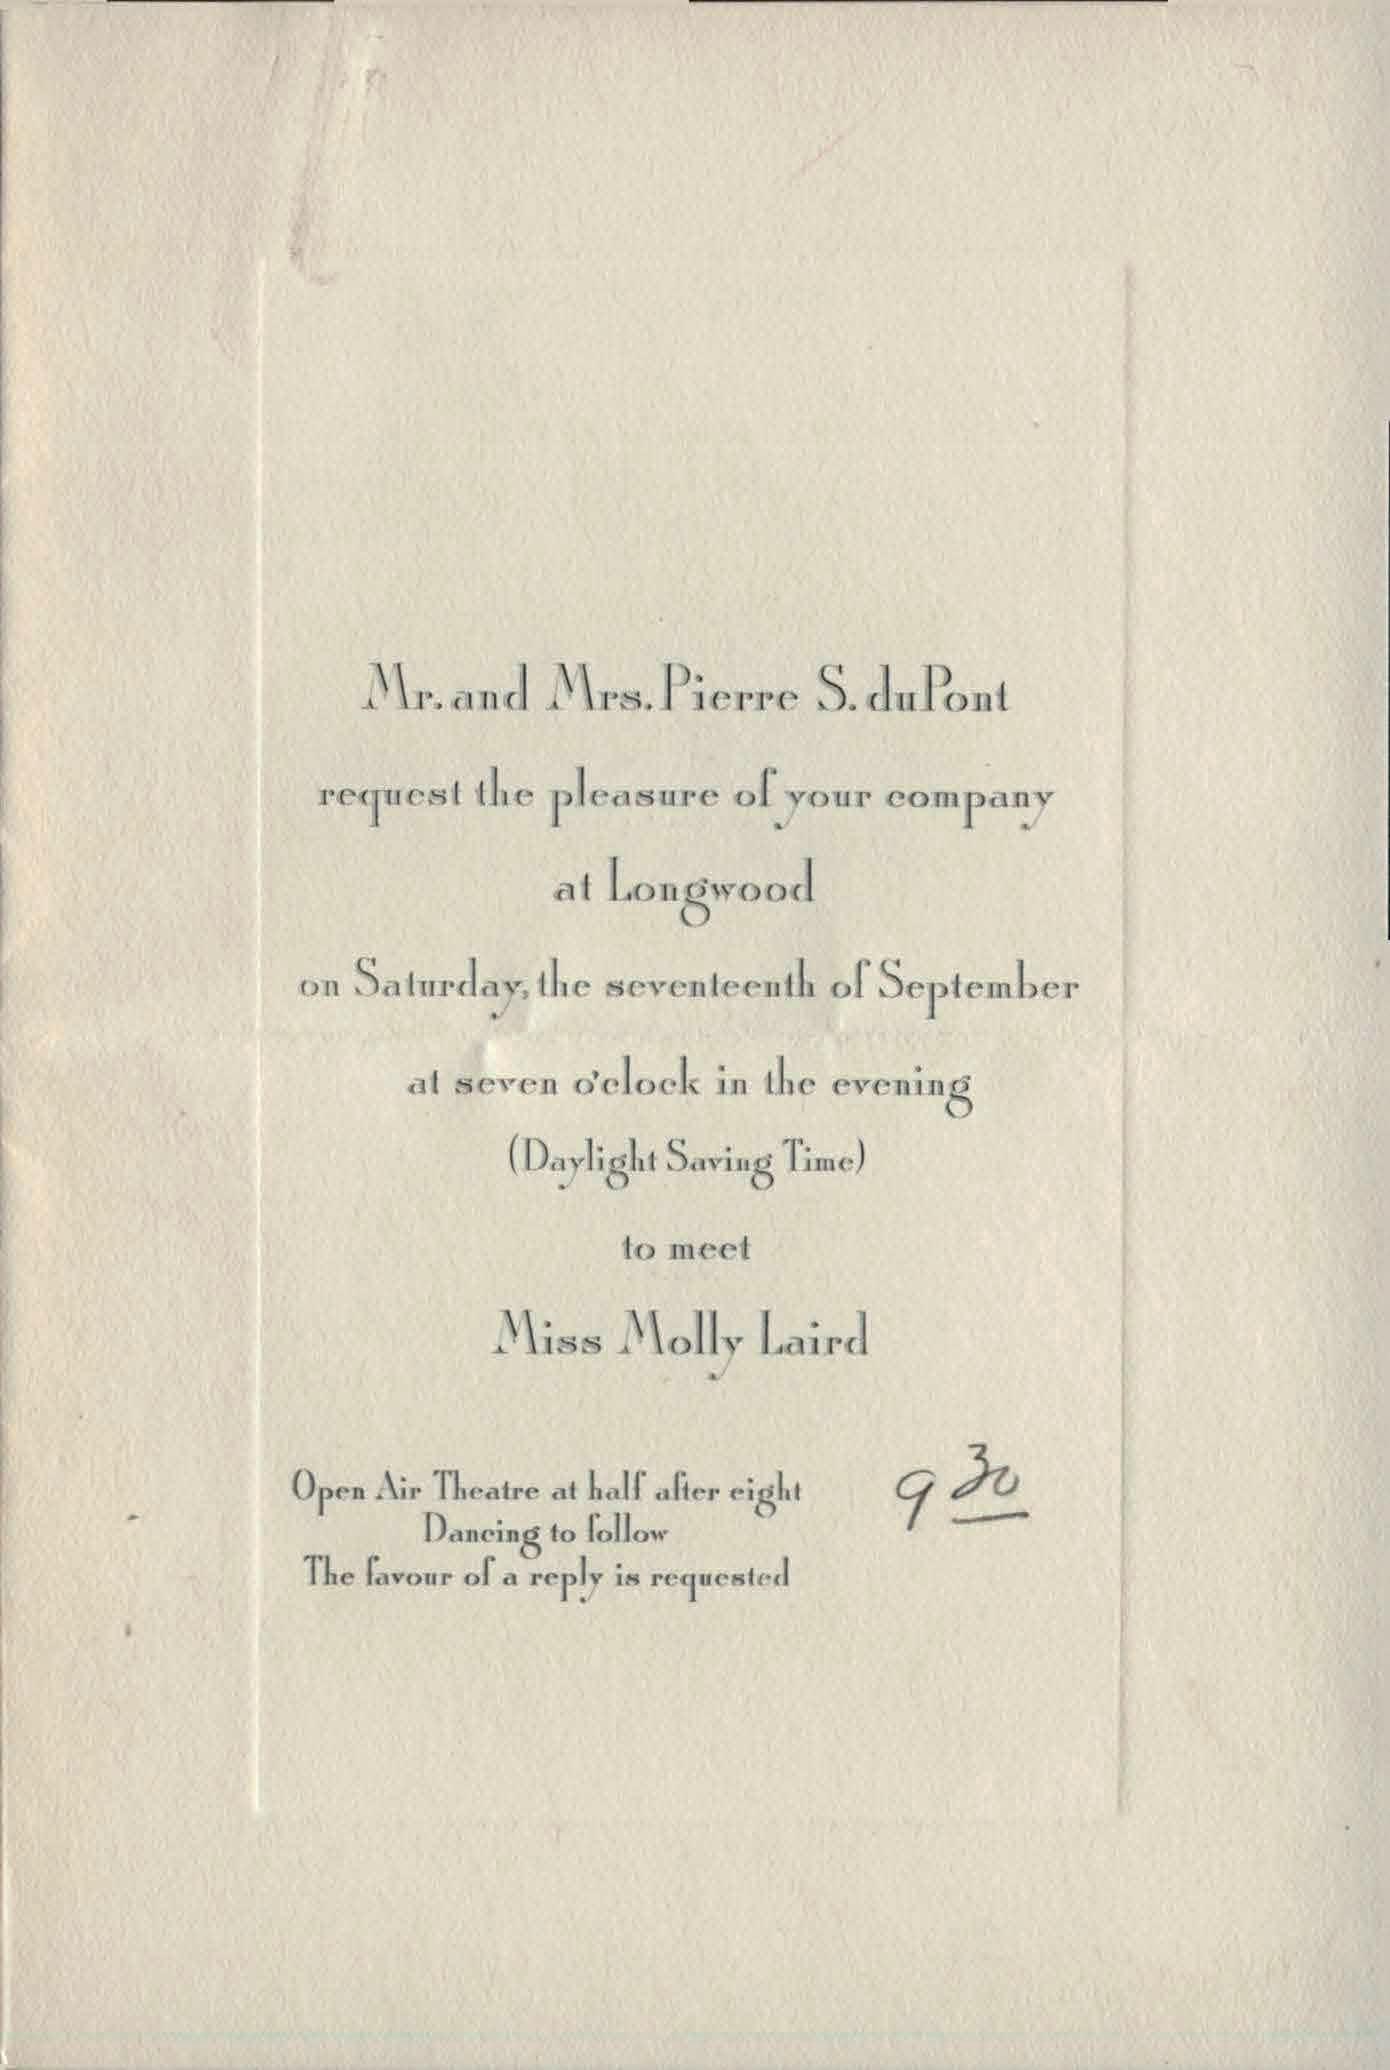 Mr. and Mrs. Pierre S. duPont
request the pleasure of your company
at Longwood
on Saturday, the seventeenth of September
at seven o'clock in the evening
(Daylight Saving Time)
to meet
Miss Molly Laird
Open Air Theatre at half after eight
Dancing to follow
The favour of a reply is requested
9 30